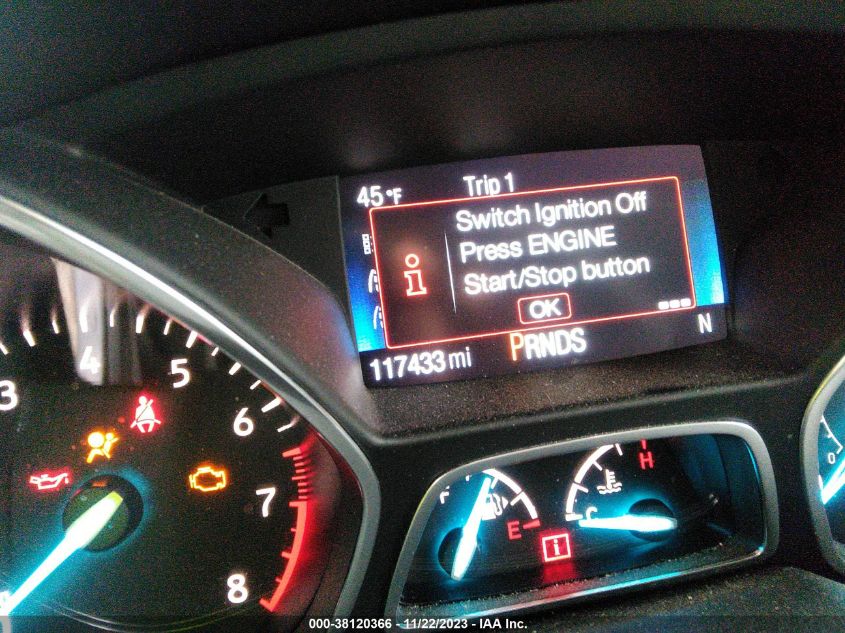 45°F
Trip 1
Switch Ignition Off
Press ENGINE
Start/Stop button
OK
117433 mi
PRNDS
N
3
4
5
6
7
8
F
E
H
C
i
0
000-38120366 - 11/22/2023 - IAA Inc.